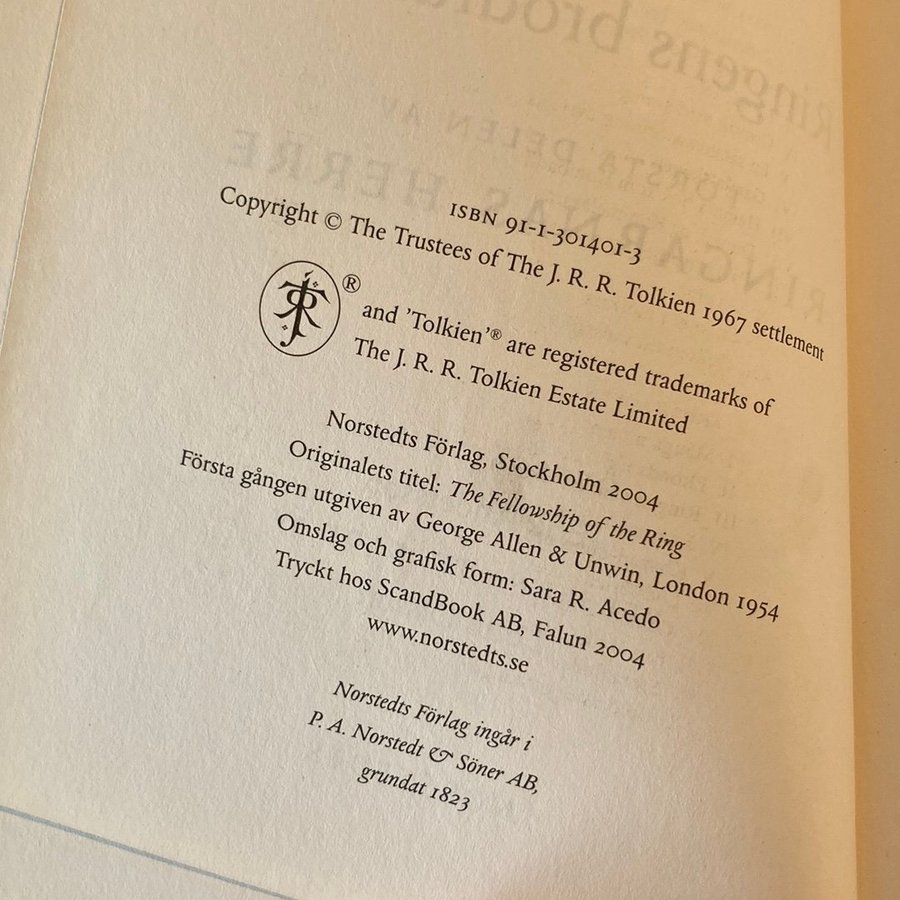 ISBN 91-1-301401-3
Copyright © The Trustees of The J. R. R. Tolkien 1967 settlement
® and 'Tolkien'® are registered trademarks of
The J. R. R. Tolkien Estate Limited
Norstedts Förlag, Stockholm 2004
Originalets titel: The Fellowship of the Ring
Första gången utgiven av George Allen & Unwin, London 1954
Omslag och grafisk form: Sara R. Acedo
Tryckt hos ScandBook AB, Falun 2004
www.norstedts.se
Norstedts Förlag ingår i
P. A. Norstedt & Söner AB,
grundat 1823